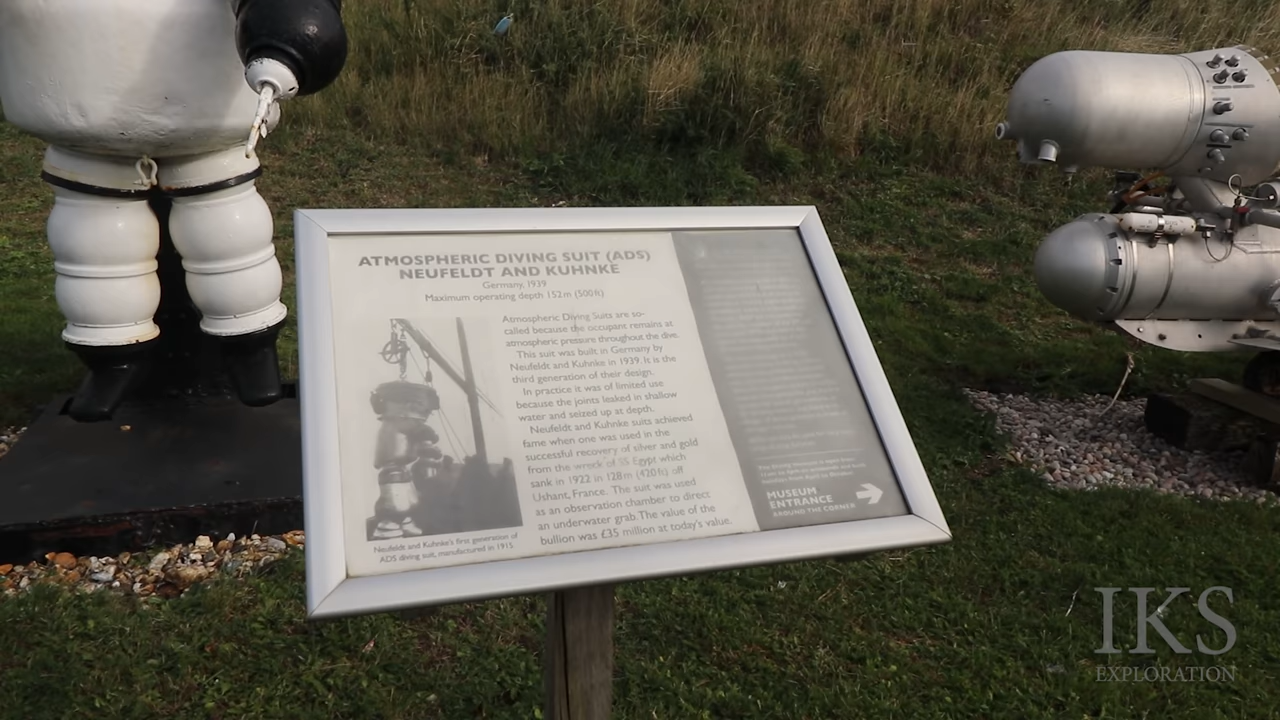 ATMOSPHERIC DIVING SUIT (ADS)
NEUFELDT AND KUHNKE
Germany, 1939
Maximum operating depth 152m (500ft)
Atmospheric Diving Suits are so-
called because the occupant remains at
atmospheric pressure throughout the dive.
This suit was built in Germany by
Neufeldt and Kuhnke in 1939. It is the
third generation of their design.
In practice it was of limited use
because the joints leaked in shallow
water and seized up at depth.
Neufeldt and Kuhnke suits achieved
fame when one was used in the
successful recovery of silver and gold
from the wreck of SS Egypt which
sank in 1922 in 128m (420ft) off
Ushant, France. The suit was used
as an observation chamber to direct
an underwater grab. The value of the
bullion was £35 million at today's value.
Neufeldt and Kuhnke's first generation of
ADS diving suit, manufactured in 1915.
MUSEUM
ENTRANCE
AROUND THE CORNER
IKS
EXPLORATION